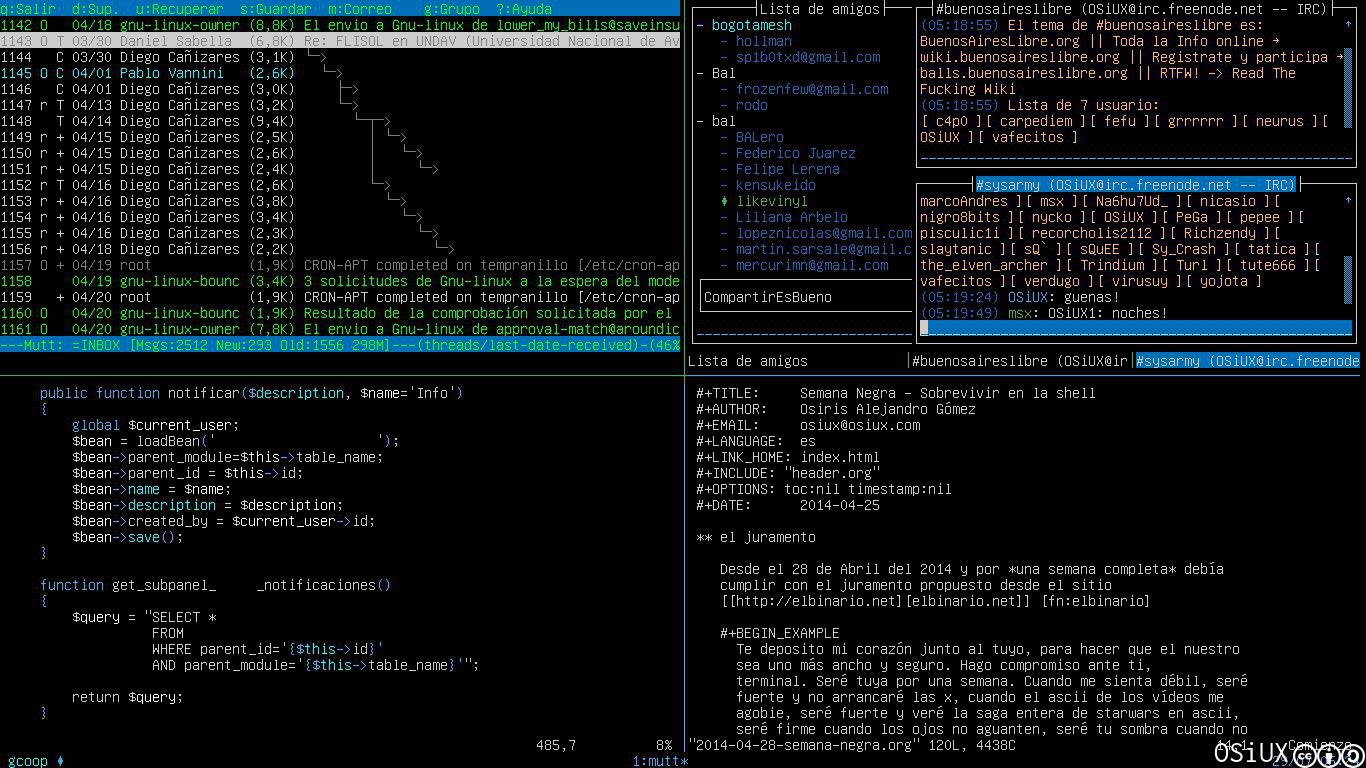 q:Salir  d:Sup.  u:Recuperar  s:Guardar  m:Correo    g:Grupo  ?:Ayuda
1142 O   04/18 gnu-linux-owner (8,8K) El envio a Gnu-linux de lower_my_bills@saveinsu
1143 O T 03/30 Daniel Sabella  (6,8K) Re: FLISOL en UNDAV (Universidad Nacional de Av
1144   C 03/30 Diego Cañizares (3,1K)
1145 O C 04/01 Pablo Vannini   (2,6K)
1146   C 04/01 Diego Cañizares (3,0K)
1147 r T 04/13 Diego Cañizares (3,2K)
1148   T 04/14 Diego Cañizares (9,4K)
1149 r + 04/15 Diego Cañizares (2,5K)
1150 r + 04/15 Diego Cañizares (2,6K)
1151 r + 04/15 Diego Cañizares (2,4K)
1152 r T 04/16 Diego Cañizares (2,6K)
1153 r + 04/16 Diego Cañizares (3,8K)
1154 r + 04/16 Diego Cañizares (3,4K)
1155 r + 04/16 Diego Cañizares (2,3K)
1156 r + 04/18 Diego Cañizares (2,2K)
1157 O + 04/19 root            (1,9K) CRON-APT completed on tempranillo [/etc/cron-ap
1158     04/19 gnu-linux-bounc (3,4K) 3 solicitudes de Gnu-linux a la espera del mode
1159   + 04/20 root            (1,9K) CRON-APT completed on tempranillo [/etc/cron-ap
1160 O   04/20 gnu-linux-bounc (1,9K) Resultado de la comprobación solicitada por el
1161 O   04/20 gnu-linux-owner (7,8K) El envio a Gnu-linux de approval-match@aroundic
---Mutt: =INBOX [Msgs:2512 New:293 Old:1556 298M]---(threads/last-date-received)-(46%
Lista de amigos
- bogotamesh
- hollman
- sp1b0txd@gmail.com
- Bal
- frozenfew@gmail.com
- rodo
- bal
- BALero
- Federico Juarez
- Felipe Lerena
- kensukeido
♦ likevinyl
- Liliana Arbelo
- lopeznicolas@gmail.com
- martin.sarsale@gmail.c
- mercurimn@gmail.com
CompartirEsBueno
#buenosaireslibre (OSiUX@irc.freenode.net -- IRC)
(05:18:55) El tema de #buenosaireslibre es:
BuenosAiresLibre.org || Toda la Info online →
wiki.buenosaireslibre.org || Registrate y participa →
balls.buenosaireslibre.org || RTFW! -> Read The
Fucking Wiki
(05:18:55) Lista de 7 usuario:
[ c4p0 ][ carpediem ][ fefu ][ grrrrrr ][ neurus ][
OSiUX ][ vafecitos ]
#sysarmy (OSiUX@irc.freenode.net -- IRC)
marcoAndres ][ msx ][ Na6hu7Ud_ ][ nicasio ][
nigro8bits ][ nycko ][ OSiUX ][ PeGa ][ pepee ][
pisculic1i ][ recorcholis2112 ][ Richzendy ][
slaytanic ][ sQ` ][ sQuEE ][ Sy_Crash ][ tatica ][
the_elven_archer ][ Trindium ][ Tur1 ][ tute666 ][
vafecitos ][ verdugo ][ virusuy ][ yojota ]
(05:19:24) OSiUX: guenas!
(05:19:49) msx: OSiUX1: noches!
Lista de amigos
#buenosaireslibre (OSiUX@ir
#sysarmy (OSiUX@irc.freenode
public function notificar($description, $name='Info')
{
global $current_user;
$bean = loadBean('                    ');
$bean->parent_module=$this->table_name;
$bean->parent_id = $this->id;
$bean->name = $name;
$bean->description = $description;
$bean->created_by = $current_user->id;
$bean->save();
}
function get_subpanel_     _notificaciones()
{
$query = "SELECT *
FROM
WHERE parent_id='{$this->id}'
AND parent_module='{$this->table_name}'";
return $query;
}
485,7          8%
#+TITLE:     Semana Negra - Sobrevivir en la shell
#+AUTHOR:    Osiris Alejandro Gómez
#+EMAIL:     osiux@osiux.com
#+LANGUAGE:  es
#+LINK_HOME: index.html
#+INCLUDE: "header.org"
#+OPTIONS: toc:nil timestamp:nil
#+DATE:      2014-04-25
** el juramento
Desde el 28 de Abril del 2014 y por *una semana completa* debía
cumplir con el juramento propuesto desde el sitio
[[http://elbinario.net][elbinario.net]] [fn:elbinario]
#+BEGIN_EXAMPLE
Te deposito mi corazón junto al tuyo, para hacer que el nuestro
sea uno más ancho y seguro. Hago compromiso ante ti,
terminal. Seré tuya por una semana. Cuando me sienta débil, seré
fuerte y no arrancaré las x, cuando el ascii de los vídeos me
agobie, seré fuerte y veré la saga entera de starwars en ascii,
seré firme cuando los ojos no aguanten, seré tu sombra cuando no
"2014-04-28-semana-negra.org" 120L, 4438C
gcoop ♦
1:mutt*
OSiUX